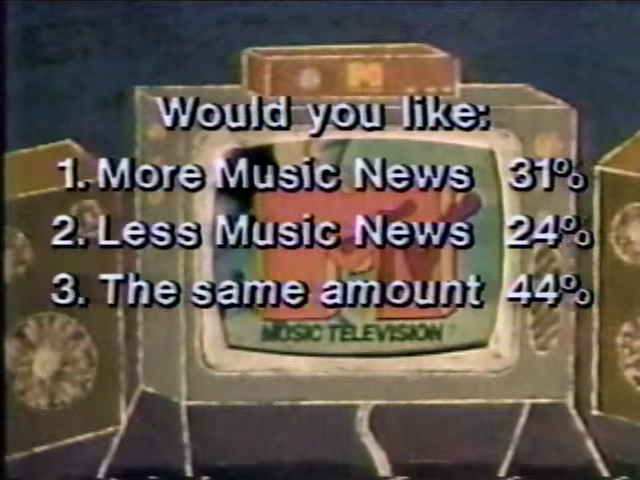 Would you like:
1. More Music News 31%
2. Less Music News 24%
3. The same amount 44%
MTV
MUSIC TELEVISION